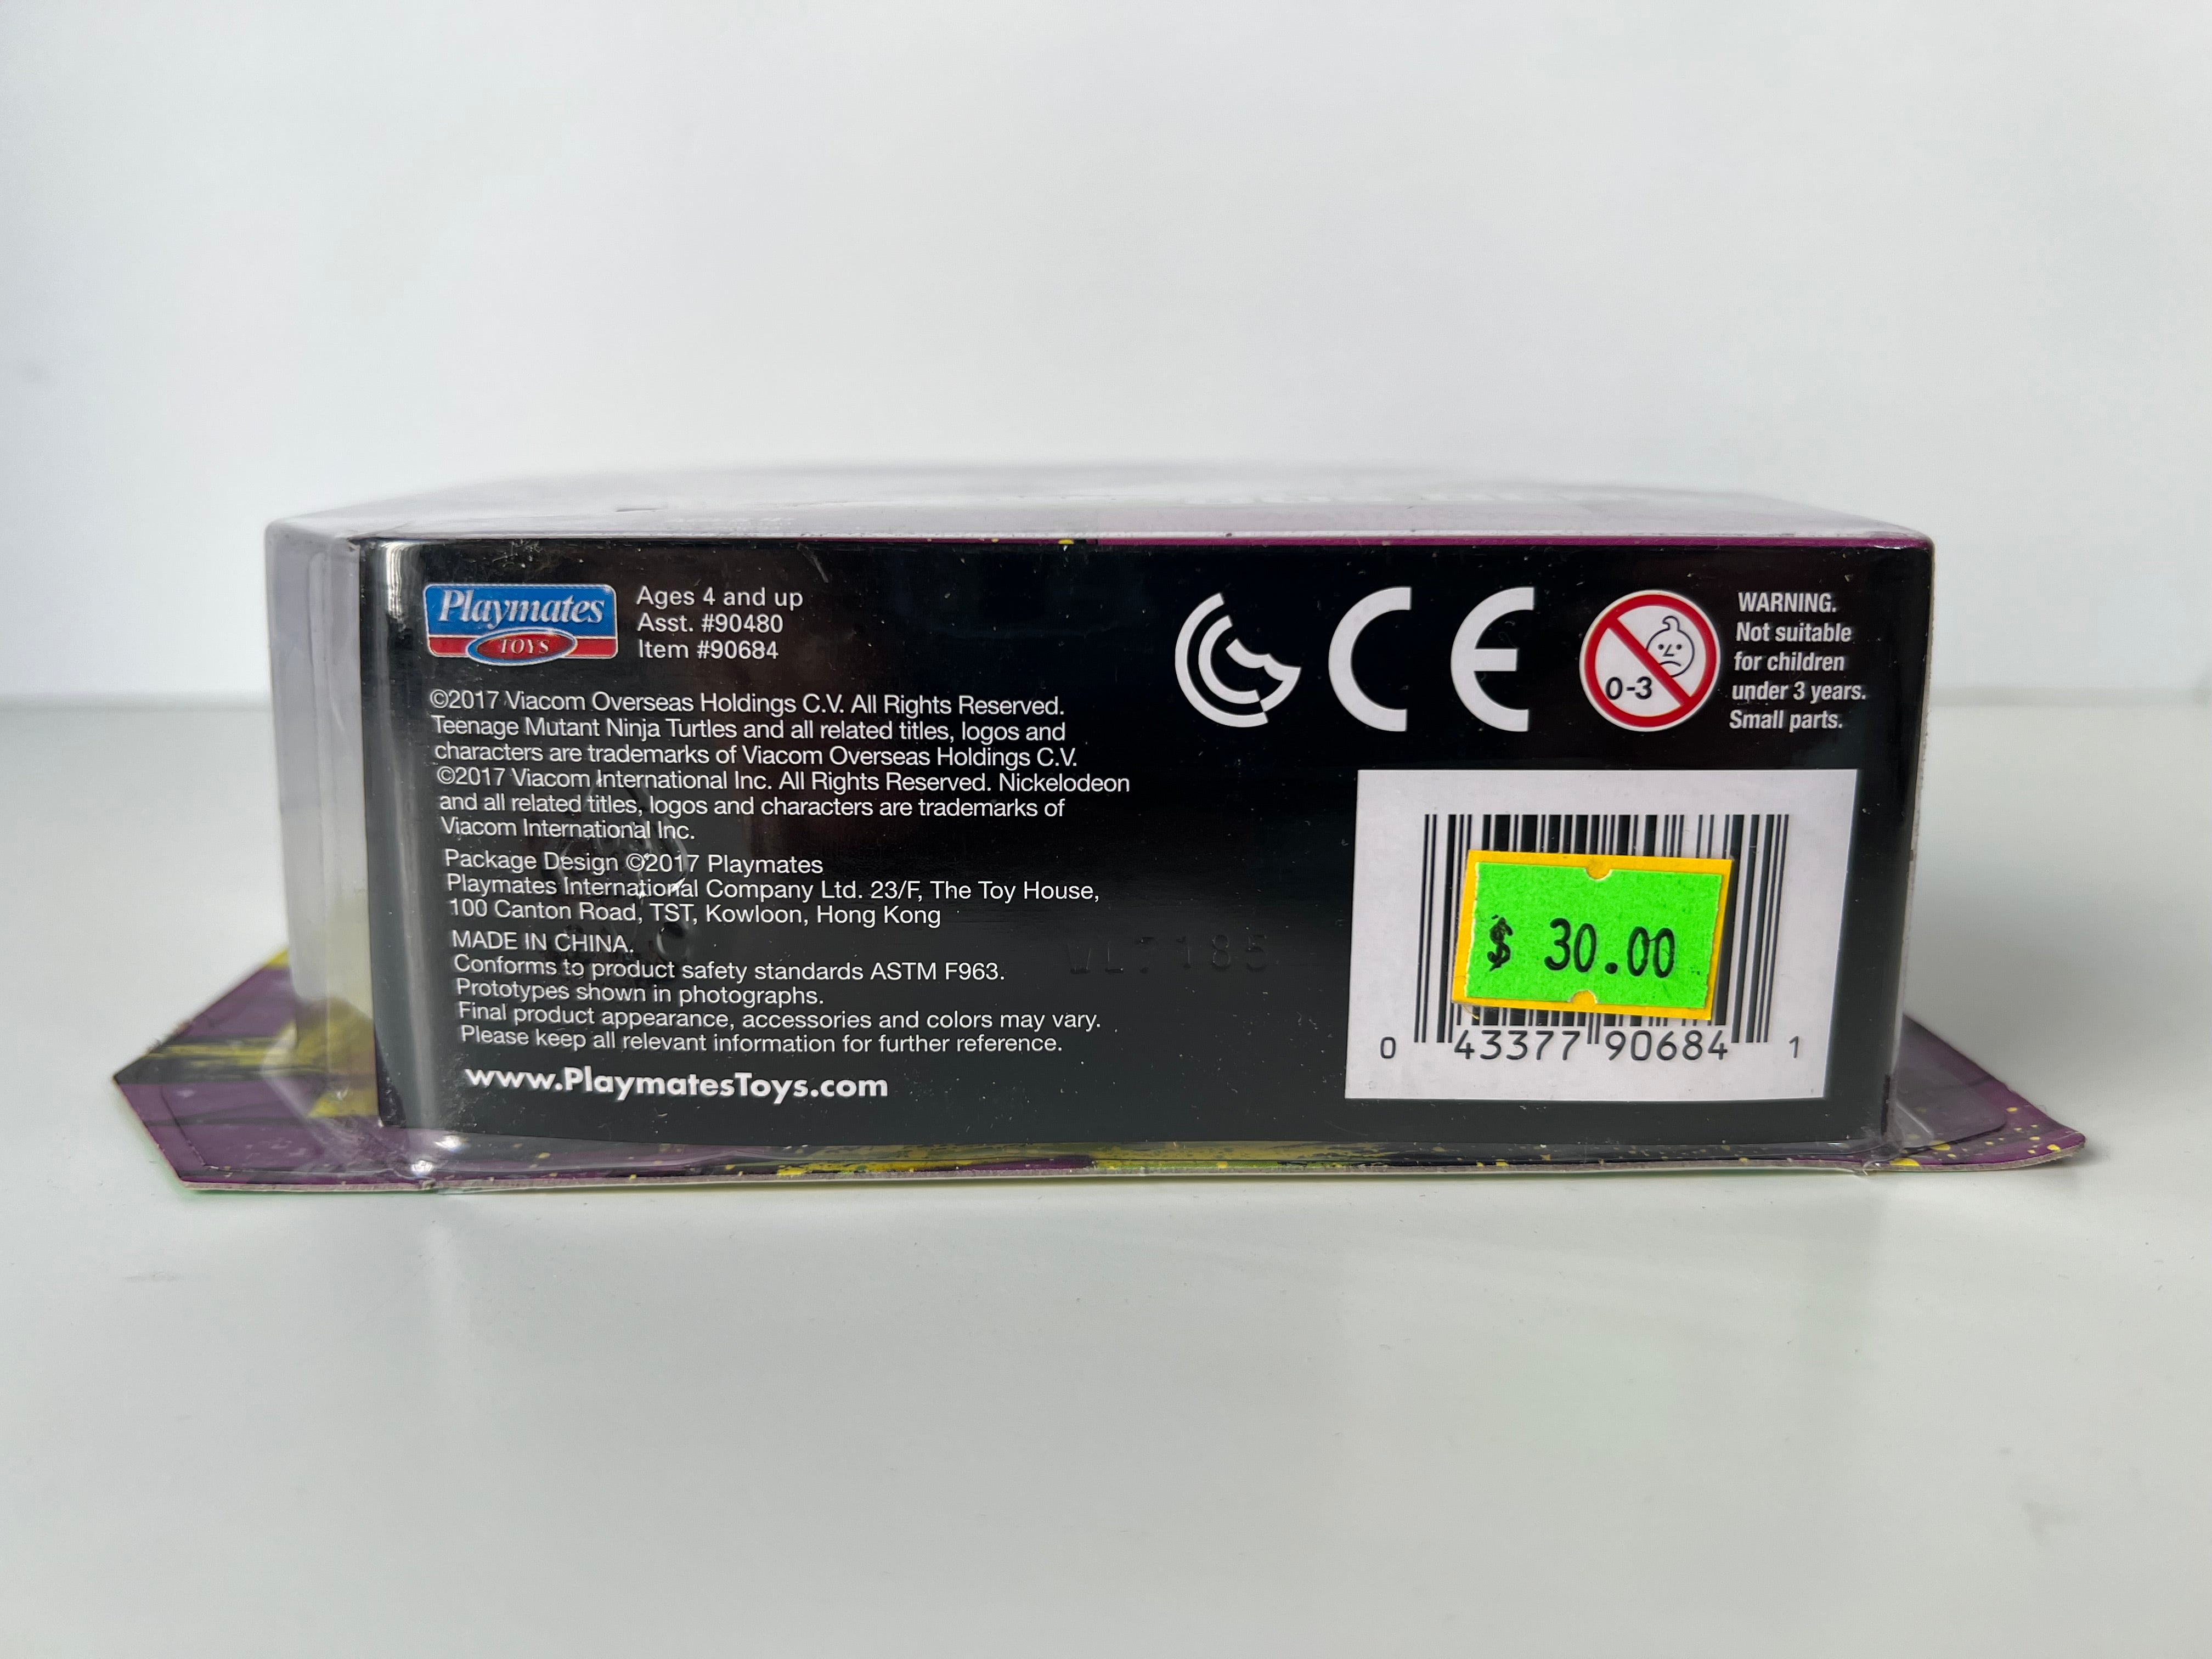 Playmates
TOYS
Ages 4 and up
Asst. #90480
Item #90684
©2017 Viacom Overseas Holdings C.V. All Rights Reserved.
Teenage Mutant Ninja Turtles and all related titles, logos and
characters are trademarks of Viacom Overseas Holdings C.V.
©2017 Viacom International Inc. All Rights Reserved. Nickelodeon
and all related titles, logos and characters are trademarks of
Viacom International Inc.
Package Design ©2017 Playmates
Playmates International Company Ltd. 23/F, The Toy House,
100 Canton Road, TST, Kowloon, Hong Kong
MADE IN CHINA.
Conforms to product safety standards ASTM F963.
Prototypes shown in photographs.
Final product appearance, accessories and colors may vary.
Please keep all relevant information for further reference.
www.PlaymatesToys.com
CE
0-3
WARNING.
Not suitable
for children
under 3 years.
Small parts.
$ 30.00
0 43377 90684 1